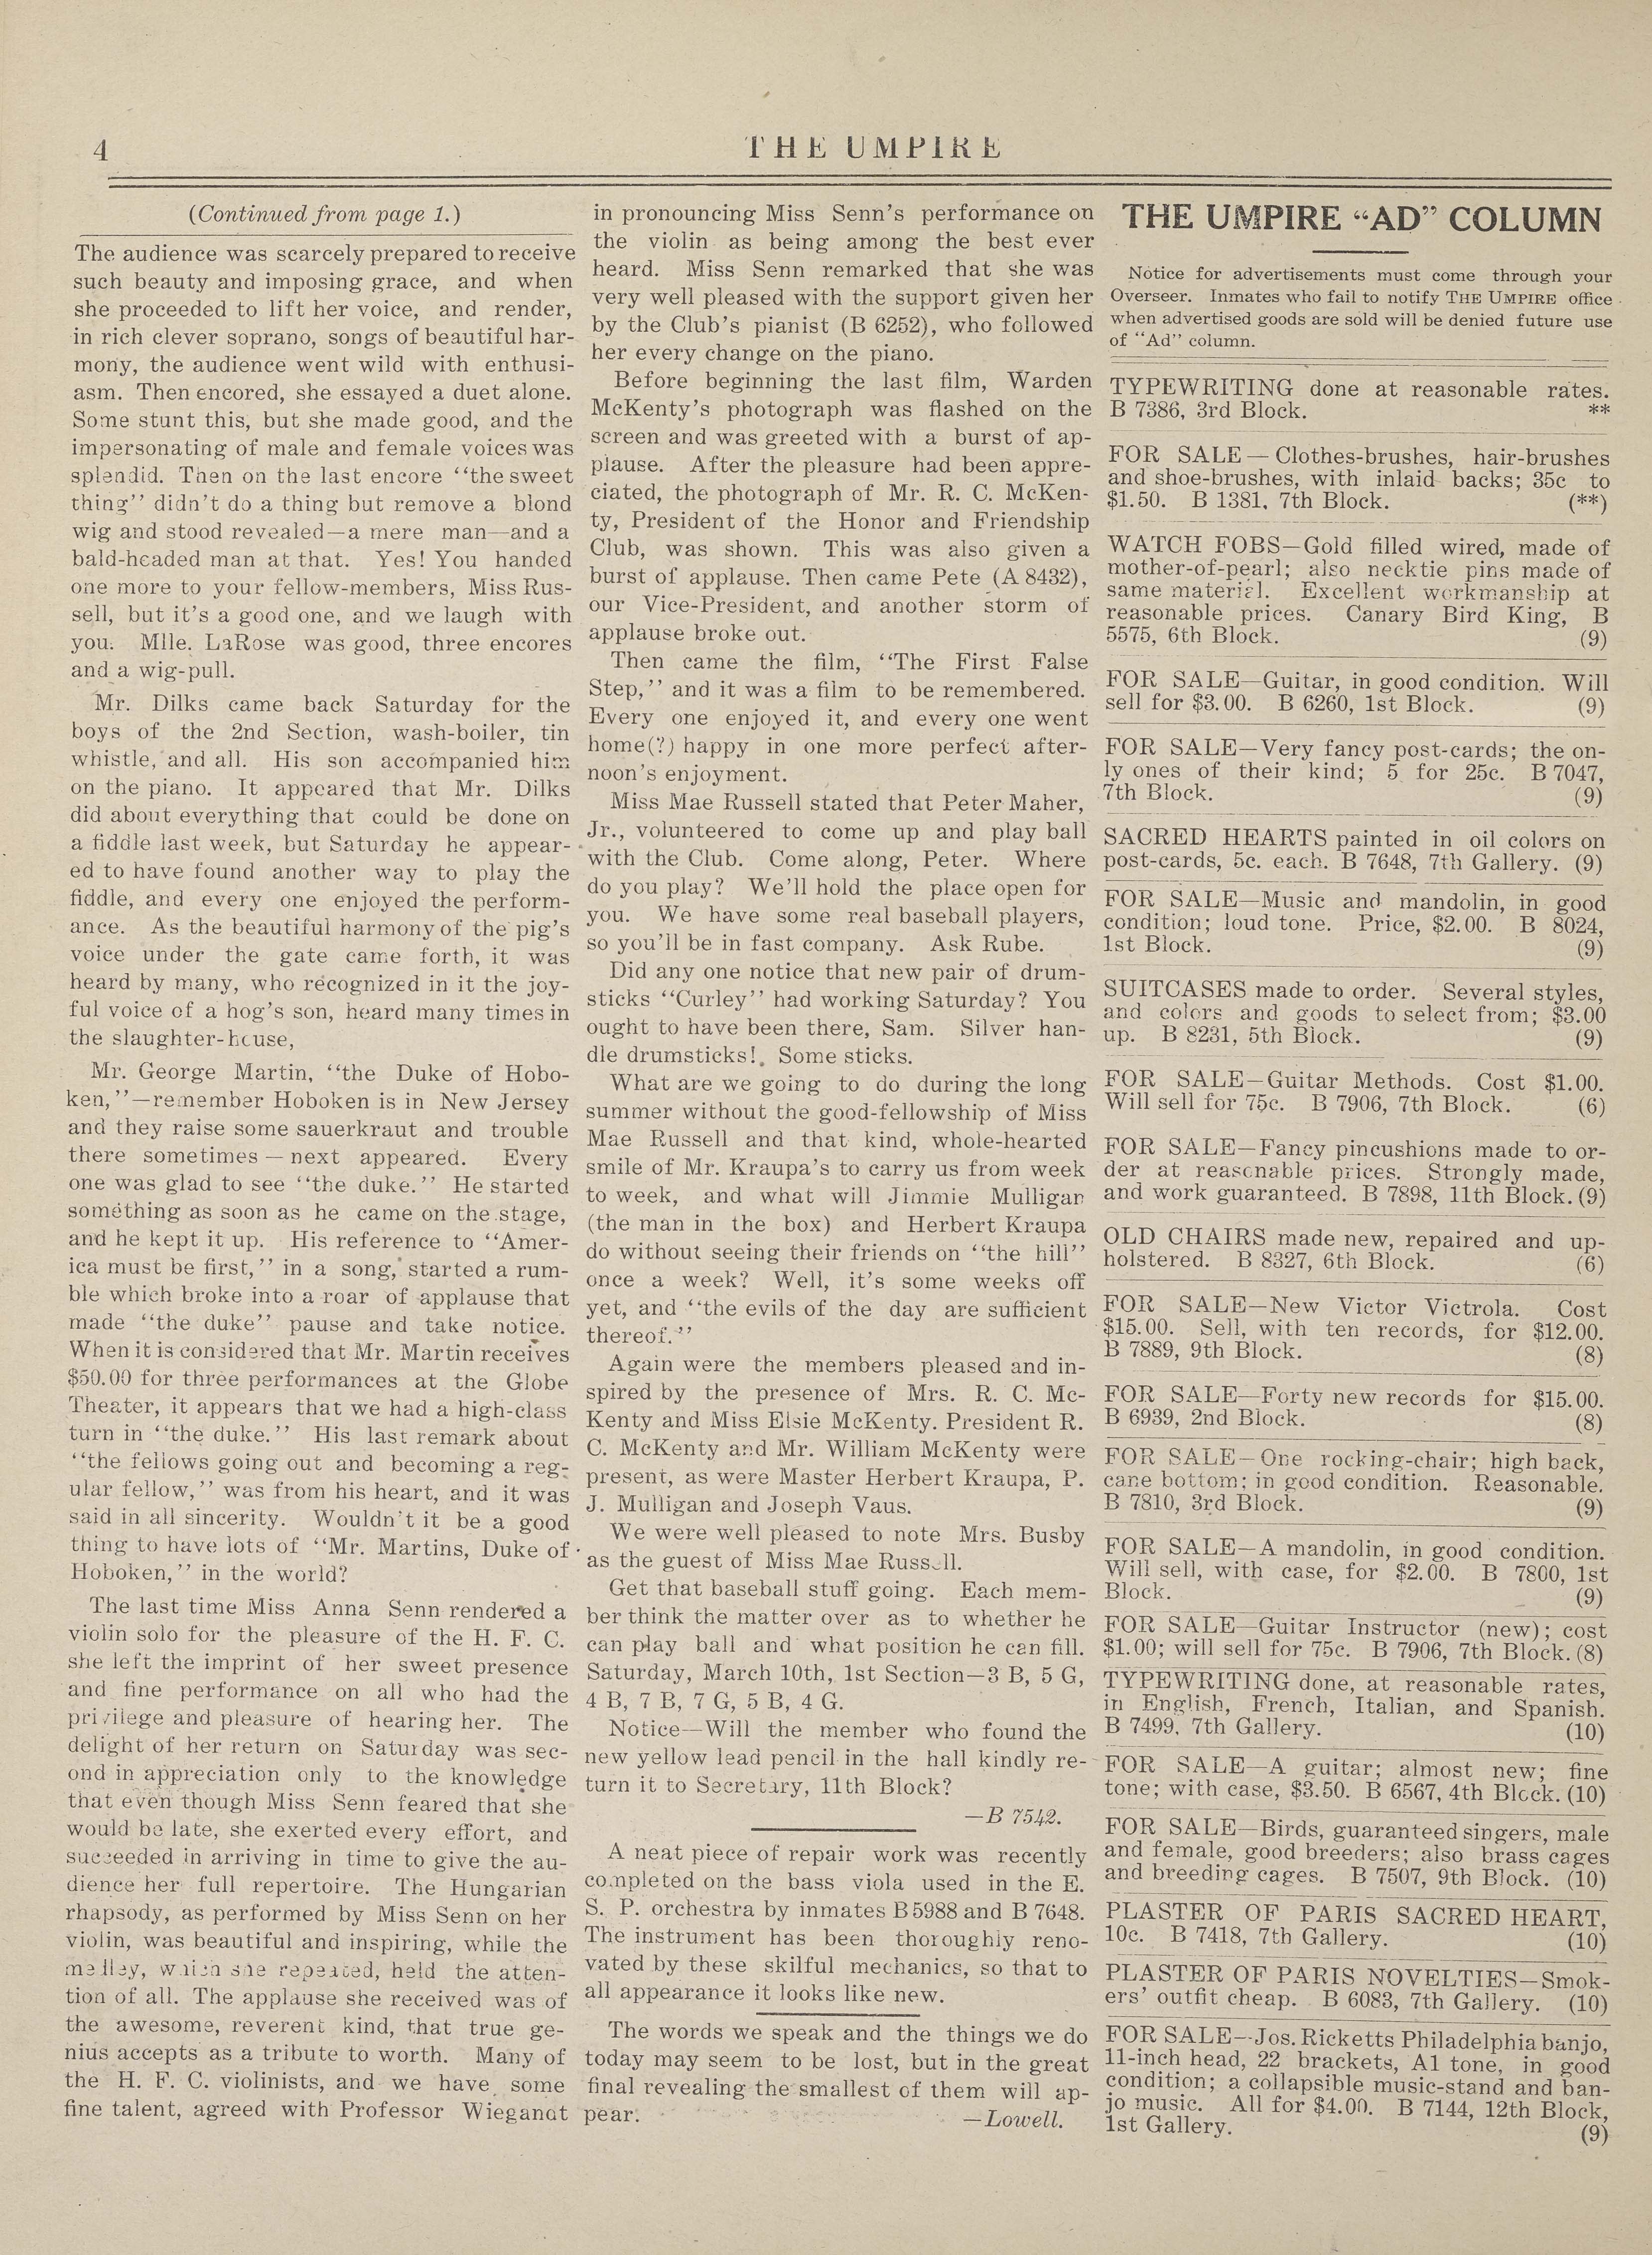 4
THE UMPIRE
(Continued from page 1.)
The audience was scarcely prepared to receive
such beauty and imposing grace, and when
she proceeded to lift her voice, and render,
in rich clever soprano, songs of beautiful har-
mony, the audience went wild with enthusi-
asm. Then encored, she essayed a duet alone.
Some stunt this, but she made good, and the
impersonating of male and female voices was
splendid. Then on the last encore ‘‘the sweet
thing’’ didn't do a thing but remove a blond
wig and stood revealed—a mere man—and a
bald-headed man at that. Yes! You handed
one more to your fellow-members, Miss Rus-
sell, but it's a good one, and we laugh with
you. Mlle. LaRose was good, three encores
and a wig-pull.
Mr. Dilks came back Saturday for the
boys of the 2nd Section, wash-boiler, tin
whistle, and all. His son accompanied him
on the piano. It appeared that Mr. Dilks
did about everything that could be done on
a fiddle last week, but Saturday he appear-
ed to have found another way to play the
fiddle, and every one enjoyed the perform-
ance. As the beautiful harmony of the pig's
voice under the gate came forth, it was
heard by many, who recognized in it the joy-
ful voice of a hog's son, heard many times in
the slaughter-house,
Mr. George Martin, ‘‘the Duke of Hobo-
ken,’’—remember Hoboken is in New Jersey
and they raise some sauerkraut and trouble
there sometimes — next appeared. Every
one was glad to see ‘‘the duke.’’ He started
something as soon as he came on the stage,
and he kept it up. His reference to ‘‘Amer-
ica must be first,’’ in a song, started a rum-
ble which broke into a roar of applause that
made ‘‘the duke’’ pause and take notice.
When it is considered that Mr. Martin receives
$50.00 for three performances at the Globe
Theater, it appears that we had a high-class
turn in ‘‘the duke.’’ His last remark about
‘‘the fellows going out and becoming a reg-
ular fellow,’’ was from his heart, and it was
said in all sincerity. Wouldn't it be a good
thing to have lots of ‘‘Mr. Martins, Duke of
Hoboken,’’ in the world?
The last time Miss Anna Senn rendered a
violin solo for the pleasure of the H. F. C.
she left the imprint of her sweet presence
and fine performance on all who had the
privilege and pleasure of hearing her. The
delight of her return on Saturday was sec-
ond in appreciation only to the knowledge
that even though Miss Senn feared that she
would be late, she exerted every effort, and
succeeded in arriving in time to give the au-
dience her full repertoire. The Hungarian
rhapsody, as performed by Miss Senn on her
violin, was beautiful and inspiring, while the
medley, which she repeated, held the atten-
tion of all. The applause she received was of
the awesome, reverent kind, that true ge-
nius accepts as a tribute to worth. Many of
the H. F. C. violinists, and we have some
fine talent, agreed with Professor Wiegandt
in pronouncing Miss Senn's performance on
the violin as being among the best ever
heard. Miss Senn remarked that she was
very well pleased with the support given her
by the Club's pianist (B 6252), who followed
her every change on the piano.
Before beginning the last film, Warden
McKenty's photograph was flashed on the
screen and was greeted with a burst of ap-
plause. After the pleasure had been appre-
ciated, the photograph of Mr. R. C. McKen-
ty, President of the Honor and Friendship
Club, was shown. This was also given a
burst of applause. Then came Pete (A 8432),
our Vice-President, and another storm of
applause broke out.
Then came the film, ‘‘The First False
Step,’’ and it was a film to be remembered.
Every one enjoyed it, and every one went
home(?) happy in one more perfect after-
noon's enjoyment.
Miss Mae Russell stated that Peter Maher,
Jr., volunteered to come up and play ball
with the Club. Come along, Peter. Where
do you play? We'll hold the place open for
you. We have some real baseball players,
so you'll be in fast company. Ask Rube.
Did any one notice that new pair of drum-
sticks ‘‘Curley’’ had working Saturday? You
ought to have been there, Sam. Silver han-
dle drumsticks! Some sticks.
What are we going to do during the long
summer without the good-fellowship of Miss
Mae Russell and that kind, whole-hearted
smile of Mr. Kraupa's to carry us from week
to week, and what will Jimmie Mulligan
(the man in the box) and Herbert Kraupa
do without seeing their friends on ‘‘the hill’’
once a week? Well, it's some weeks off
yet, and ‘‘the evils of the day are sufficient
thereof.’’
Again were the members pleased and in-
spired by the presence of Mrs. R. C. Mc-
Kenty and Miss Elsie McKenty. President R.
C. McKenty and Mr. William McKenty were
present, as were Master Herbert Kraupa, P.
J. Mulligan and Joseph Vaus.
We were well pleased to note Mrs. Busby
as the guest of Miss Mae Russell.
Get that baseball stuff going. Each mem-
ber think the matter over as to whether he
can play ball and what position he can fill.
Saturday, March 10th, 1st Section—3 B, 5 G,
4 B, 7 B, 7 G, 5 B, 4 G.
Notice—Will the member who found the
new yellow lead pencil in the hall kindly re-
turn it to Secretary, 11th Block?
—B 7542.
A neat piece of repair work was recently
completed on the bass viola used in the E.
S. P. orchestra by inmates B 5988 and B 7648.
The instrument has been thoroughly reno-
vated by these skilful mechanics, so that to
all appearance it looks like new.
The words we speak and the things we do
today may seem to be lost, but in the great
final revealing the smallest of them will ap-
pear. —Lowell.
THE UMPIRE “AD” COLUMN
Notice for advertisements must come through your
Overseer. Inmates who fail to notify THE UMPIRE office
when advertised goods are sold will be denied future use
of “Ad” column.
TYPEWRITING done at reasonable rates.
B 7386, 3rd Block. **
FOR SALE — Clothes-brushes, hair-brushes
and shoe-brushes, with inlaid backs; 35c to
$1.50. B 1381, 7th Block. (**)
WATCH FOBS—Gold filled wired, made of
mother-of-pearl; also necktie pins made of
same material. Excellent workmanship at
reasonable prices. Canary Bird King, B
5575, 6th Block. (9)
FOR SALE—Guitar, in good condition. Will
sell for $3.00. B 6260, 1st Block. (9)
FOR SALE—Very fancy post-cards; the on-
ly ones of their kind; 5 for 25c. B 7047,
7th Block. (9)
SACRED HEARTS painted in oil colors on
post-cards, 5c. each. B 7648, 7th Gallery. (9)
FOR SALE—Music and mandolin, in good
condition; loud tone. Price, $2.00. B 8024,
1st Block. (9)
SUITCASES made to order. Several styles,
and colors and goods to select from; $3.00
up. B 8231, 5th Block. (9)
FOR SALE—Guitar Methods. Cost $1.00.
Will sell for 75c. B 7906, 7th Block. (6)
FOR SALE—Fancy pincushions made to or-
der at reasonable prices. Strongly made,
and work guaranteed. B 7898, 11th Block. (9)
OLD CHAIRS made new, repaired and up-
holstered. B 8327, 6th Block. (6)
FOR SALE—New Victor Victrola. Cost
$15.00. Sell, with ten records, for $12.00.
B 7889, 9th Block. (8)
FOR SALE—Forty new records for $15.00.
B 6939, 2nd Block. (8)
FOR SALE—One rocking-chair; high back,
cane bottom; in good condition. Reasonable.
B 7810, 3rd Block. (9)
FOR SALE—A mandolin, in good condition.
Will sell, with case, for $2.00. B 7800, 1st
Block. (9)
FOR SALE—Guitar Instructor (new); cost
$1.00; will sell for 75c. B 7906, 7th Block. (8)
TYPEWRITING done, at reasonable rates,
in English, French, Italian, and Spanish.
B 7499, 7th Gallery. (10)
FOR SALE—A guitar; almost new; fine
tone; with case, $3.50. B 6567, 4th Block. (10)
FOR SALE—Birds, guaranteed singers, male
and female, good breeders; also brass cages
and breeding cages. B 7507, 9th Block. (10)
PLASTER OF PARIS SACRED HEART,
10c. B 7418, 7th Gallery. (10)
PLASTER OF PARIS NOVELTIES—Smok-
ers' outfit cheap. B 6083, 7th Gallery. (10)
FOR SALE—Jos. Ricketts Philadelphia banjo,
11-inch head, 22 brackets, A1 tone, in good
condition; a collapsible music-stand and ban-
jo music. All for $4.00. B 7144, 12th Block,
1st Gallery. (9)